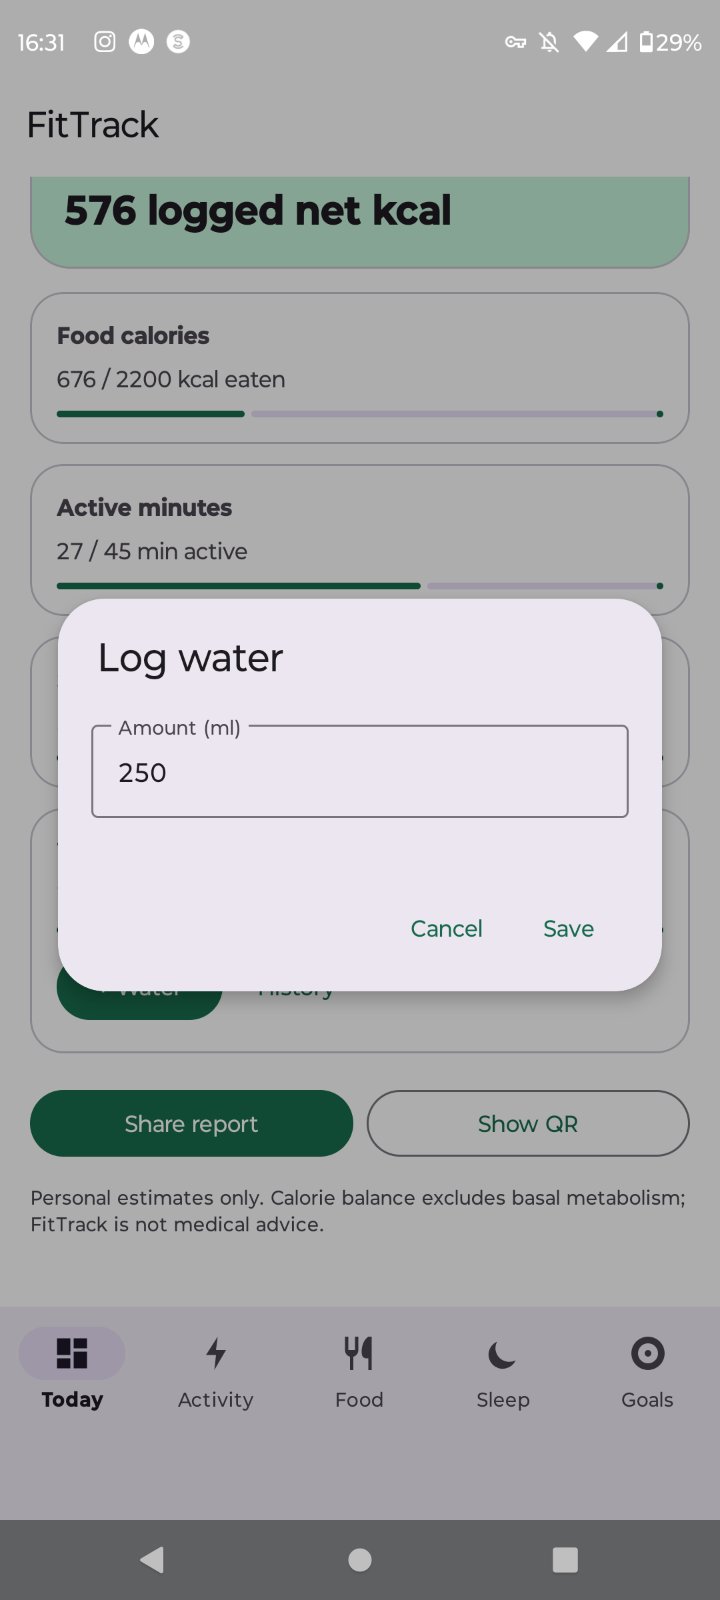 16:31
29%
FitTrack
576 logged net kcal
Food calories
676 / 2200 kcal eaten
Active minutes
27 / 45 min active
Log water
Amount (ml)
250
Cancel
Save
History
Share report
Show QR
Personal estimates only. Calorie balance excludes basal metabolism;
FitTrack is not medical advice.
Today
Activity
Food
Sleep
Goals